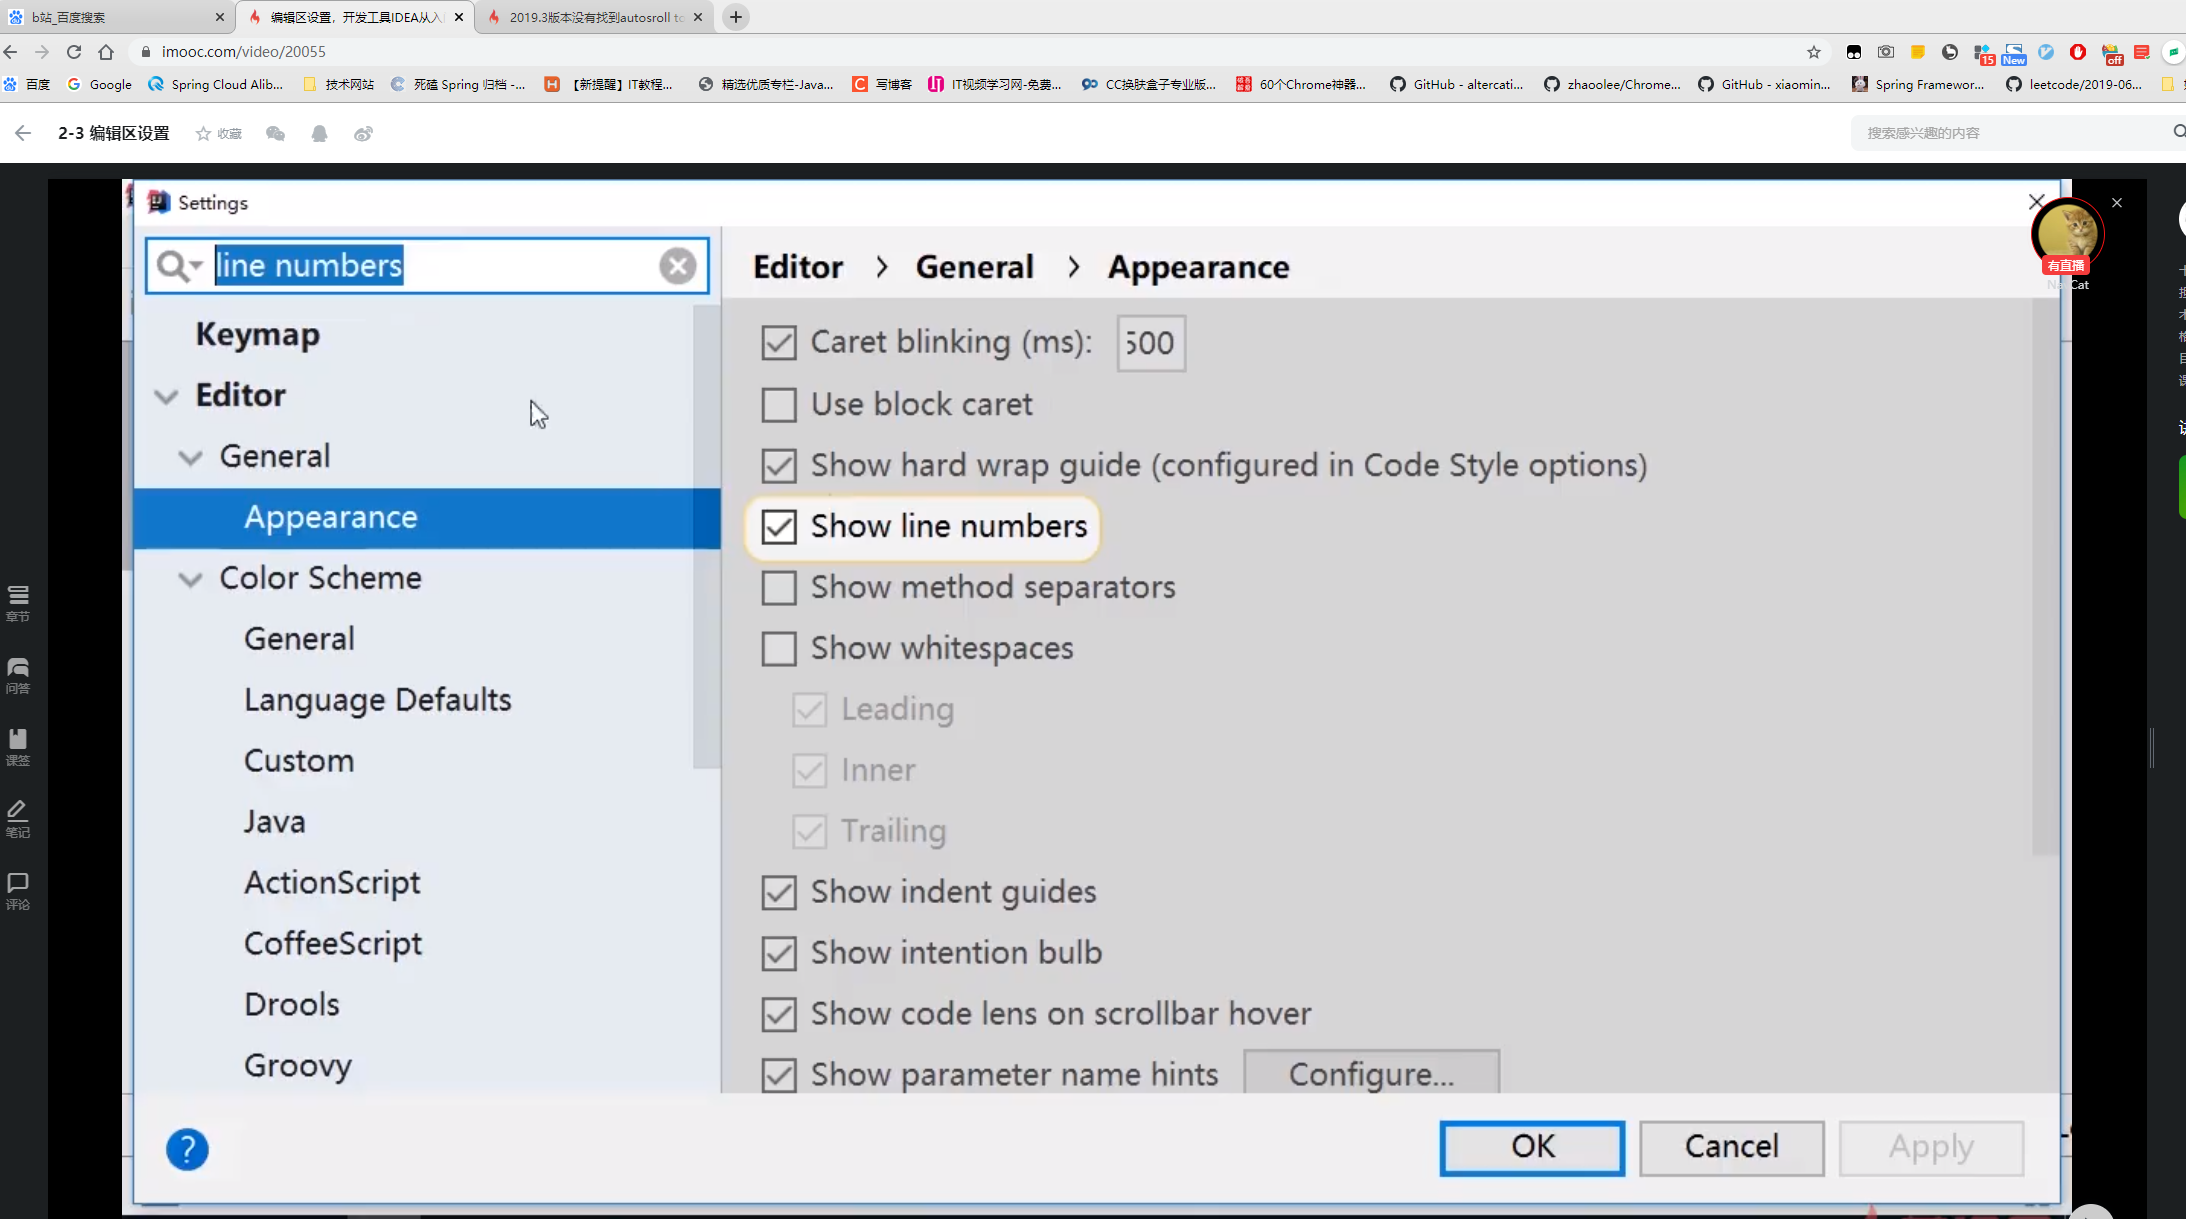 b站_百度搜索
编辑区设置，开发工具IDEA从入
2019.3版本没有找到autosroll to
imooc.com/video/20055
15
New
off
百度
Google
Spring Cloud Alib...
技术网站
死磕 Spring 归档 -...
【新提醒】IT教程...
精选优质专栏-Java...
写博客
IT视频学习网-免费...
CC换肤盒子专业版...
60个Chrome神器...
GitHub - altercati...
zhaoolee/Chrome...
GitHub - xiaomin...
Spring Framewor...
leetcode/2019-06...
2-3 编辑区设置
收藏
搜索感兴趣的内容
Settings
line numbers
Editor > General > Appearance
有直播
Keymap
Editor
General
Appearance
Color Scheme
General
Language Defaults
Custom
Java
ActionScript
CoffeeScript
Drools
Groovy
Caret blinking (ms): 500
Use block caret
Show hard wrap guide (configured in Code Style options)
Show line numbers
Show method separators
Show whitespaces
Leading
Inner
Trailing
Show indent guides
Show intention bulb
Show code lens on scrollbar hover
Show parameter name hints Configure...
?
OK
Cancel
Apply
章节
问答
课签
笔记
评论